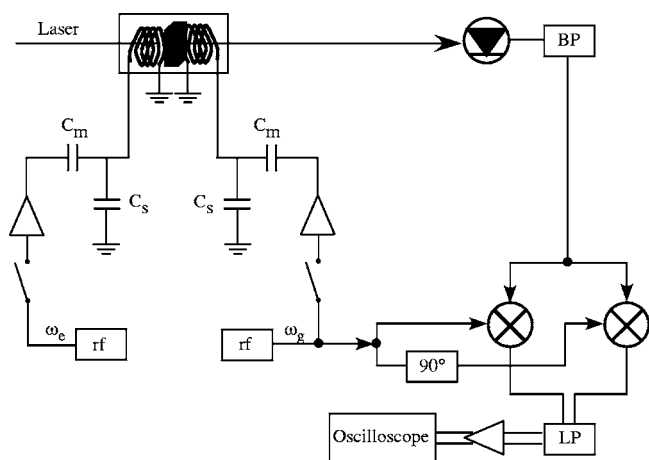 Laser
BP
C_m
C_m
C_s
C_s
ω_e
rf
rf
ω_g
90°
Oscilloscope
LP